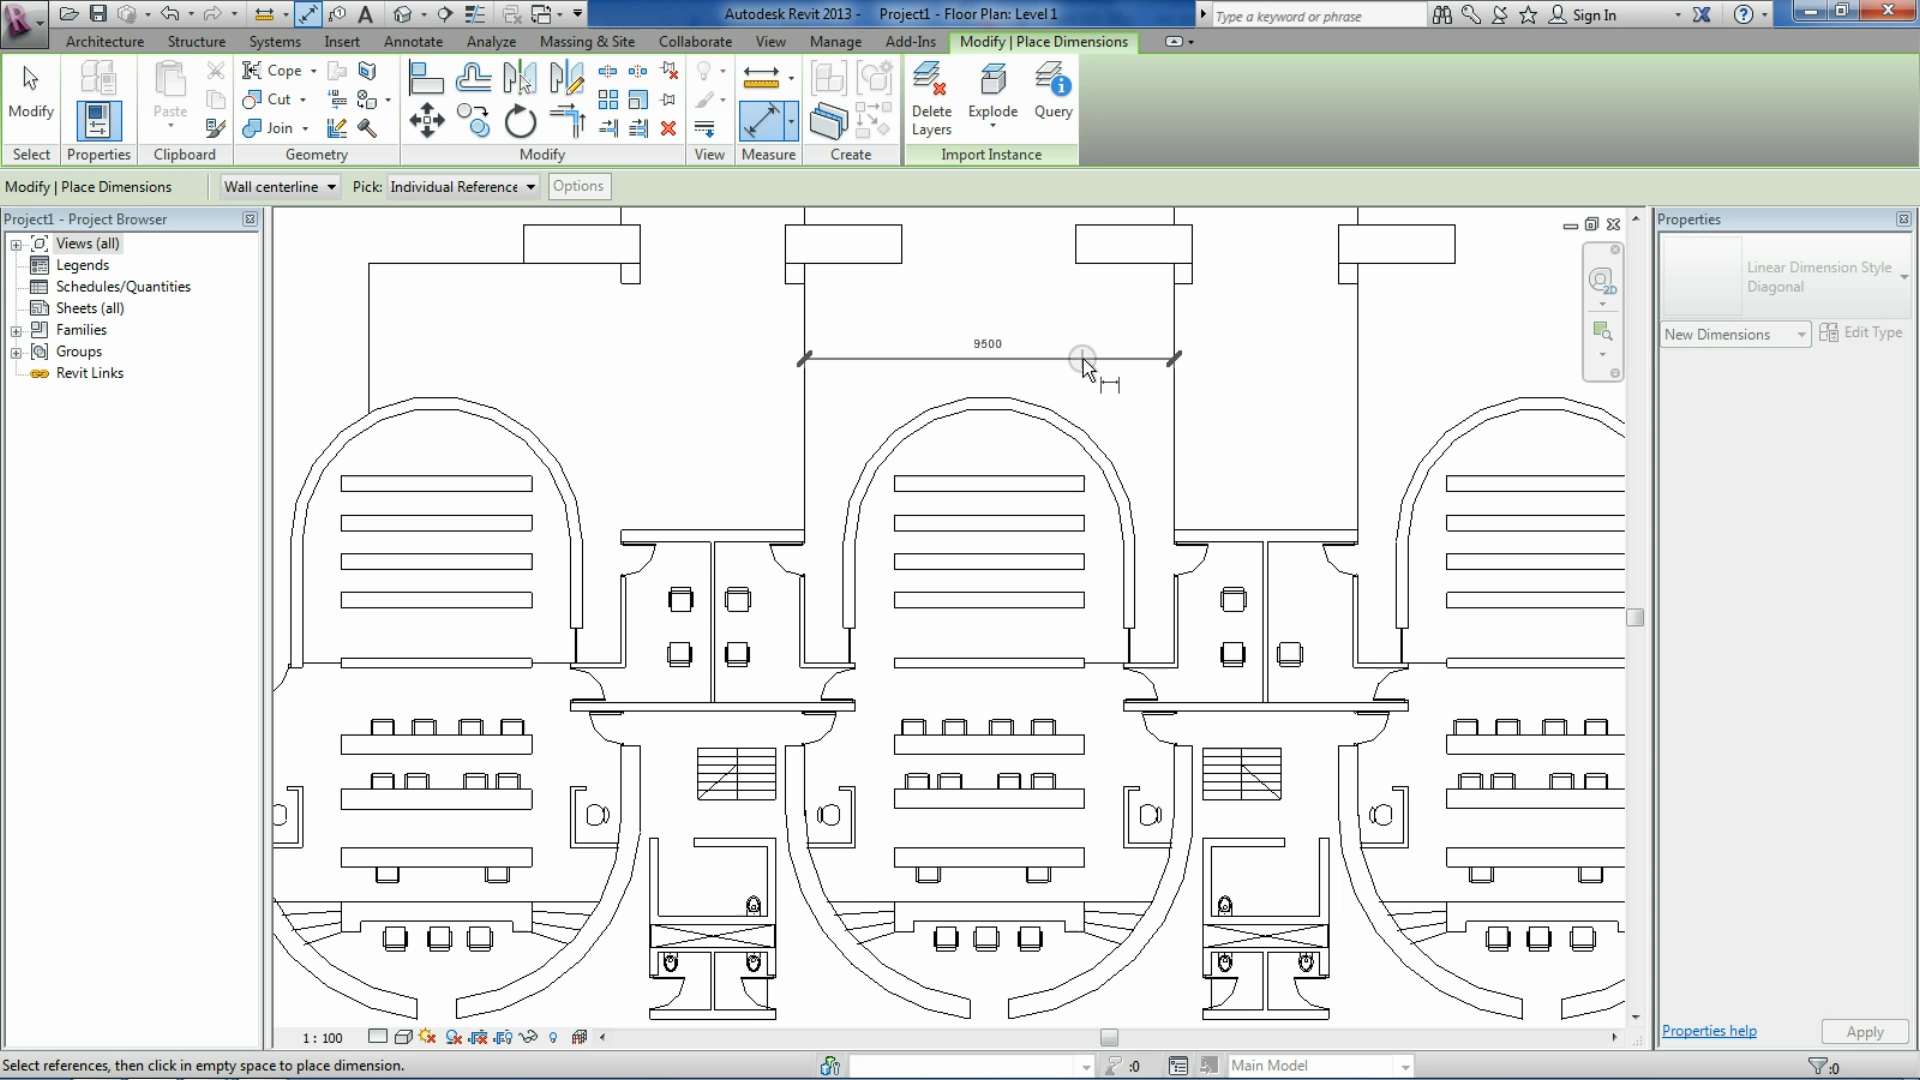 Autodesk Revit 2013 - Project1 - Floor Plan: Level 1
Type a keyword or phrase
Sign In
Architecture Structure Systems Insert Annotate Analyze Massing & Site Collaborate View Manage Add-Ins Modify | Place Dimensions
Modify
Paste
Cope
Cut
Join
Delete Layers
Explode
Query
Select Properties Clipboard Geometry Modify View Measure Create Import Instance
Modify | Place Dimensions
Wall centerline
Pick: Individual Reference
Options
Project1 - Project Browser
Views (all)
Legends
Schedules/Quantities
Sheets (all)
Families
Groups
Revit Links
9500
2D
Properties
Linear Dimension Style
Diagonal
New Dimensions
Edit Type
Properties help
Apply
1 : 100
Select references, then click in empty space to place dimension.
:0
Main Model
:0